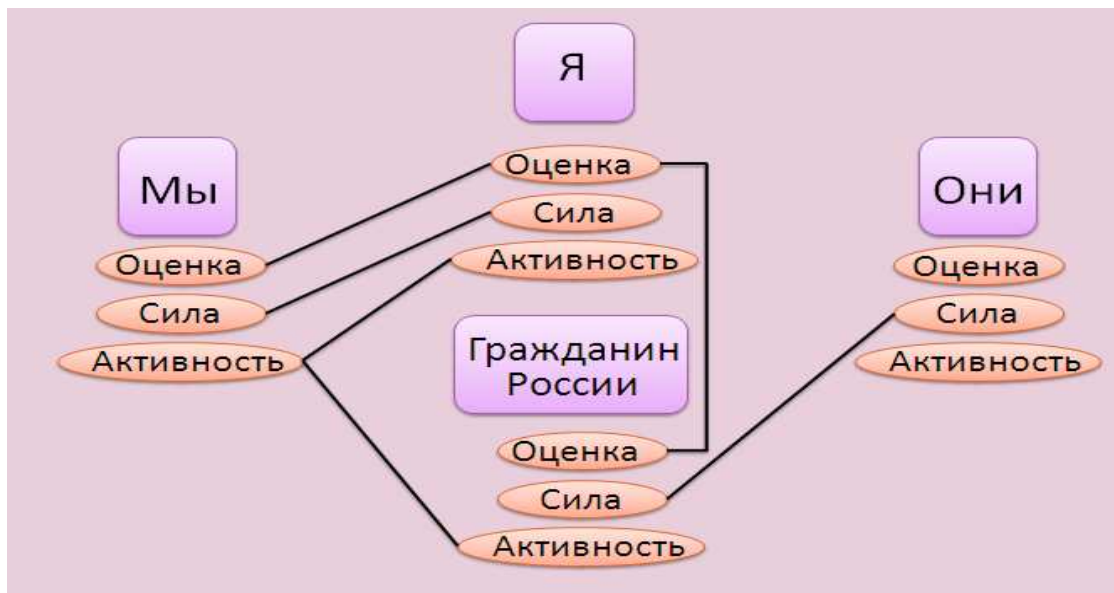 Я
Мы
Оценка
Сила
Активность
Оценка
Сила
Активность
Они
Оценка
Сила
Активность
Гражданин
России
Оценка
Сила
Активность